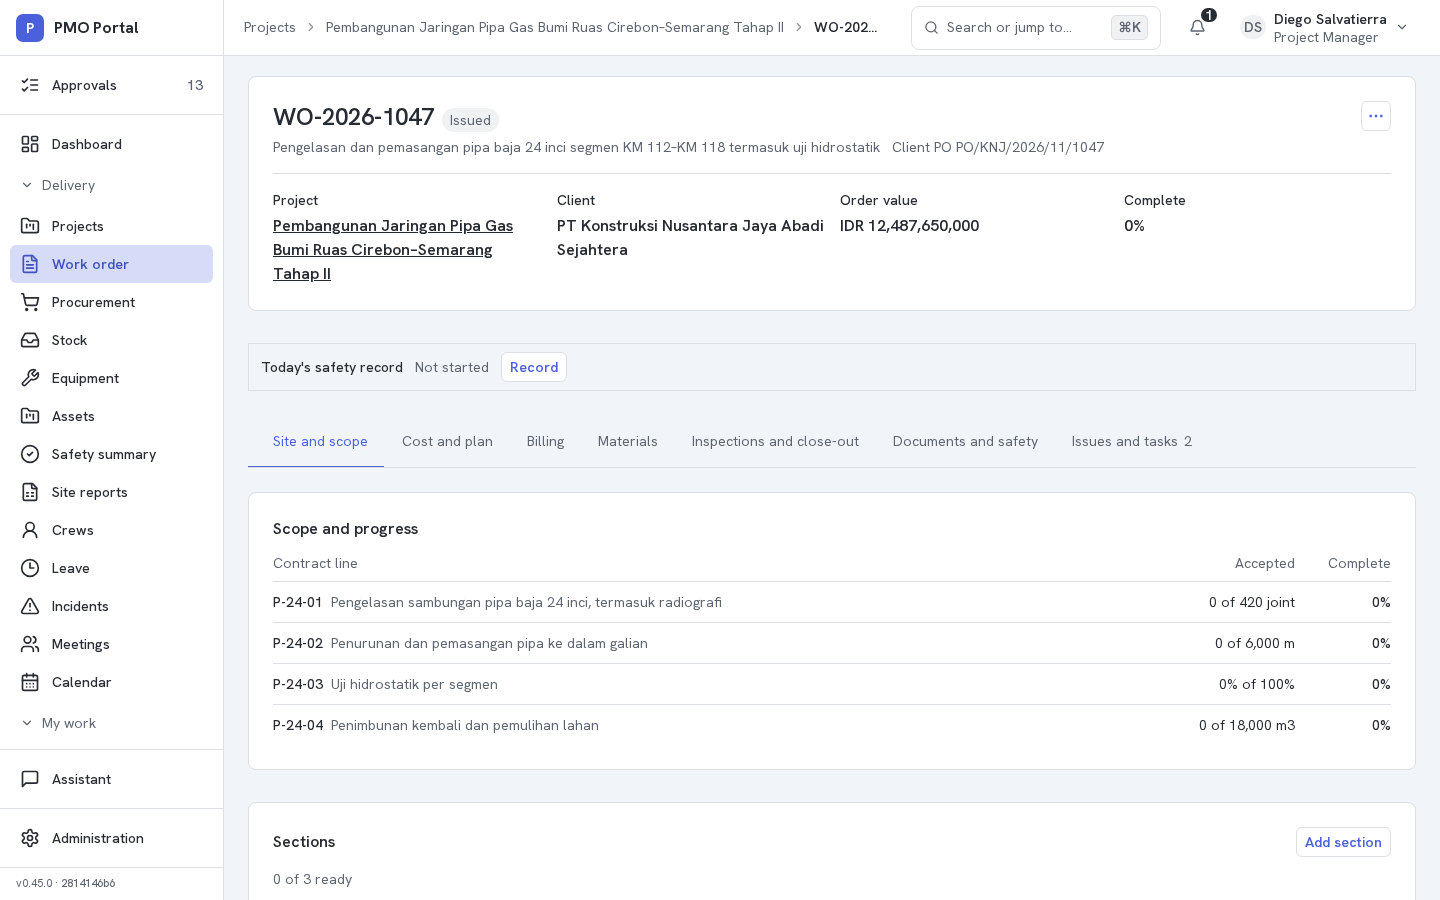 P PMO Portal
Projects > Pembangunan Jaringan Pipa Gas Bumi Ruas Cirebon–Semarang Tahap II > WO-202...
Search or jump to... ⌘K
1
DS Diego Salvatierra
Project Manager
Approvals 13
Dashboard
Delivery
Projects
Work order
Procurement
Stock
Equipment
Assets
Safety summary
Site reports
Crews
Leave
Incidents
Meetings
Calendar
My work
Assistant
Administration
v0.45.0 · 2814146b6
WO-2026-1047 Issued
...
Pengelasan dan pemasangan pipa baja 24 inci segmen KM 112–KM 118 termasuk uji hidrostatik Client PO PO/KNJ/2026/11/1047
Project
Pembangunan Jaringan Pipa Gas
Bumi Ruas Cirebon–Semarang
Tahap II
Client
PT Konstruksi Nusantara Jaya Abadi
Sejahtera
Order value
IDR 12,487,650,000
Complete
0%
Today's safety record Not started Record
Site and scope Cost and plan Billing Materials Inspections and close-out Documents and safety Issues and tasks 2
Scope and progress
Contract line Accepted Complete
P-24-01 Pengelasan sambungan pipa baja 24 inci, termasuk radiografi 0 of 420 joint 0%
P-24-02 Penurunan dan pemasangan pipa ke dalam galian 0 of 6,000 m 0%
P-24-03 Uji hidrostatik per segmen 0% of 100% 0%
P-24-04 Penimbunan kembali dan pemulihan lahan 0 of 18,000 m3 0%
Sections Add section
0 of 3 ready